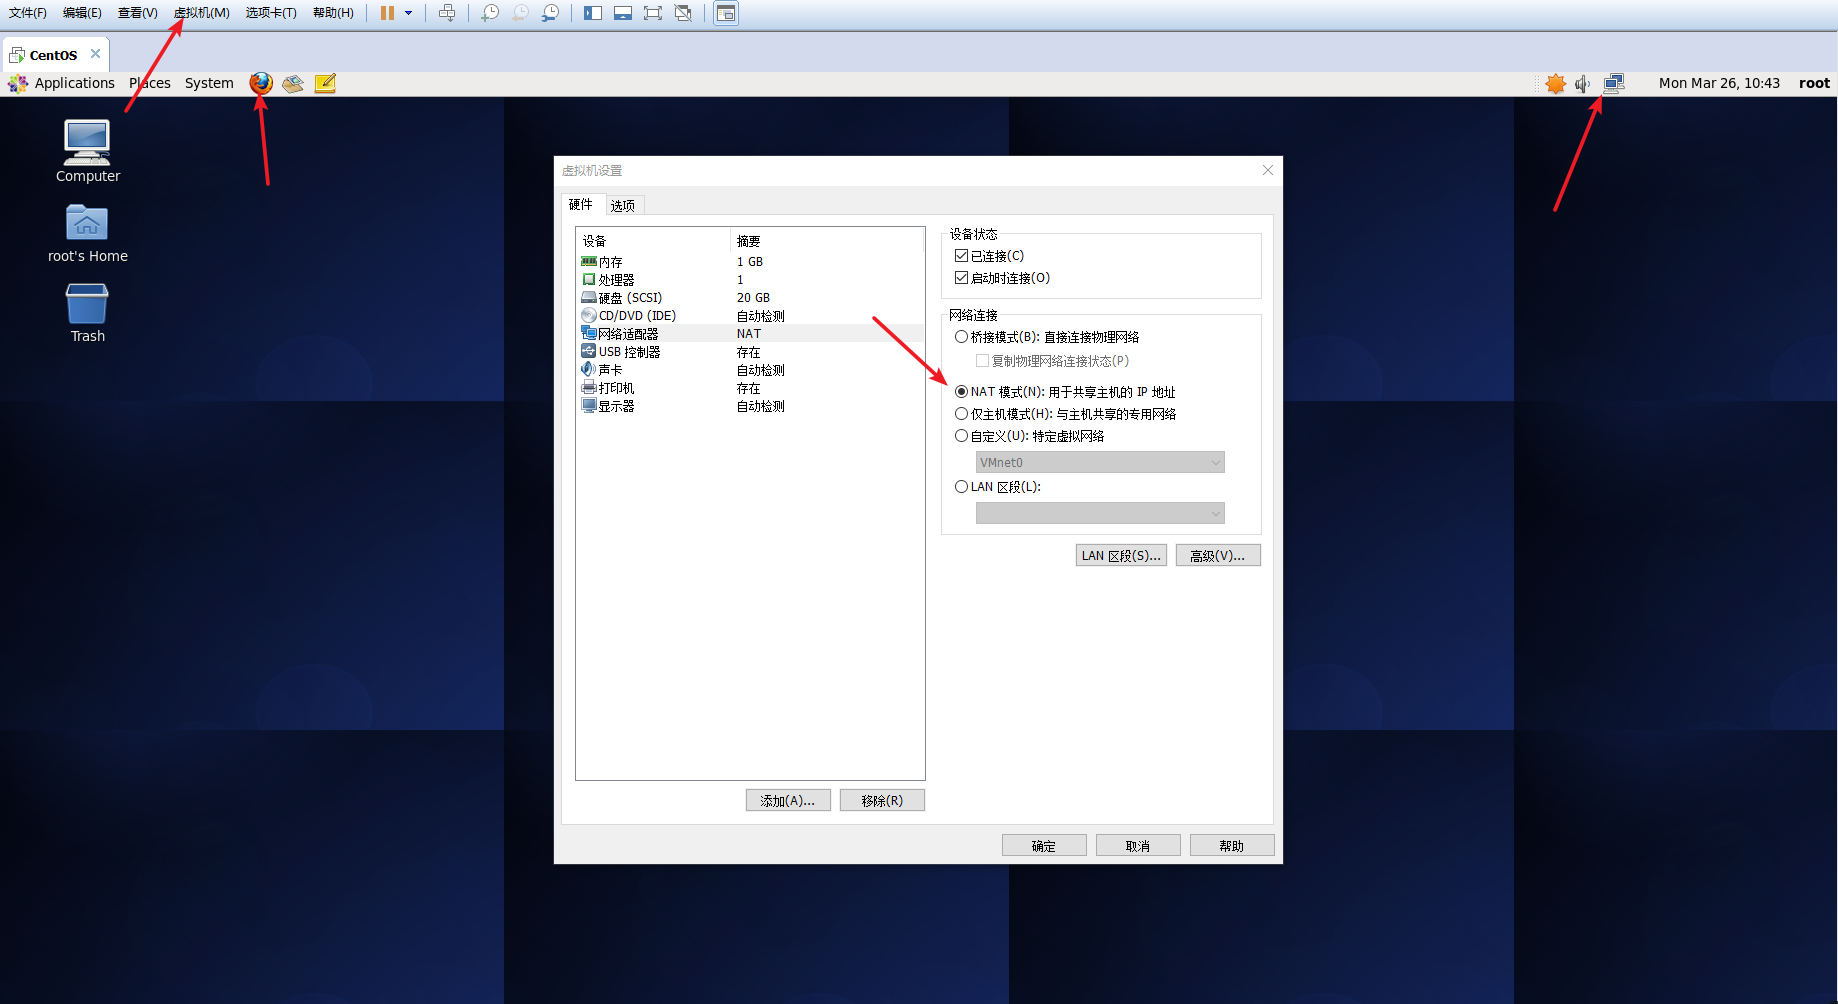 文件(F) 编辑(E) 查看(V) 虚拟机(M) 选项卡(T) 帮助(H)
CentOS
Applications Places System Mon Mar 26, 10:43 root
Computer
root's Home
Trash
虚拟机设置
硬件 选项
设备 摘要
内存 1 GB
处理器 1
硬盘 (SCSI) 20 GB
CD/DVD (IDE) 自动检测
网络适配器 NAT
USB 控制器 存在
声卡 自动检测
打印机 存在
显示器 自动检测
添加(A)... 移除(R)
设备状态
已连接(C)
启动时连接(O)
网络连接
桥接模式(B): 直接连接物理网络
复制物理网络连接状态(P)
NAT 模式(N): 用于共享主机的 IP 地址
仅主机模式(H): 与主机共享的专用网络
自定义(U): 特定虚拟网络
VMnet0
LAN 区段(L):
LAN 区段(S)... 高级(V)...
确定 取消 帮助